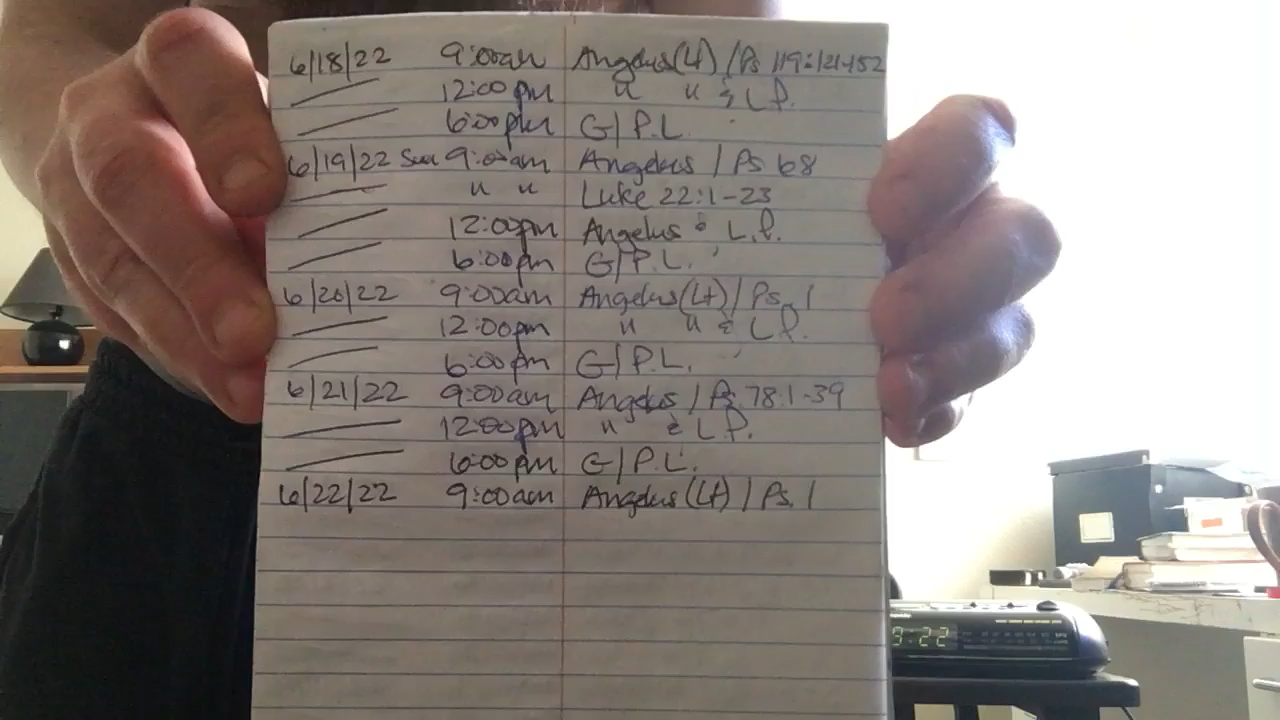 6/18/22 9:00am Angelus (Lt) / Ps 119:121-152
12:00pm " " & L.P.
6:00pm G/P.L.
6/19/22 Sun 9:00am Angelus / Ps 68
" " Luke 22:1-23
12:00pm Angelus & L.P.
6:00pm G/P.L.
6/20/22 9:00am Angelus (Lt) / Ps. 1
12:00pm " " & L.P.
6:00pm G/P.L.
6/21/22 9:00am Angelus / Ps. 78:1-39
12:00pm " & L.P.
6:00pm G/P.L.
6/22/22 9:00am Angelus (Lt) / Ps. 1
9:22